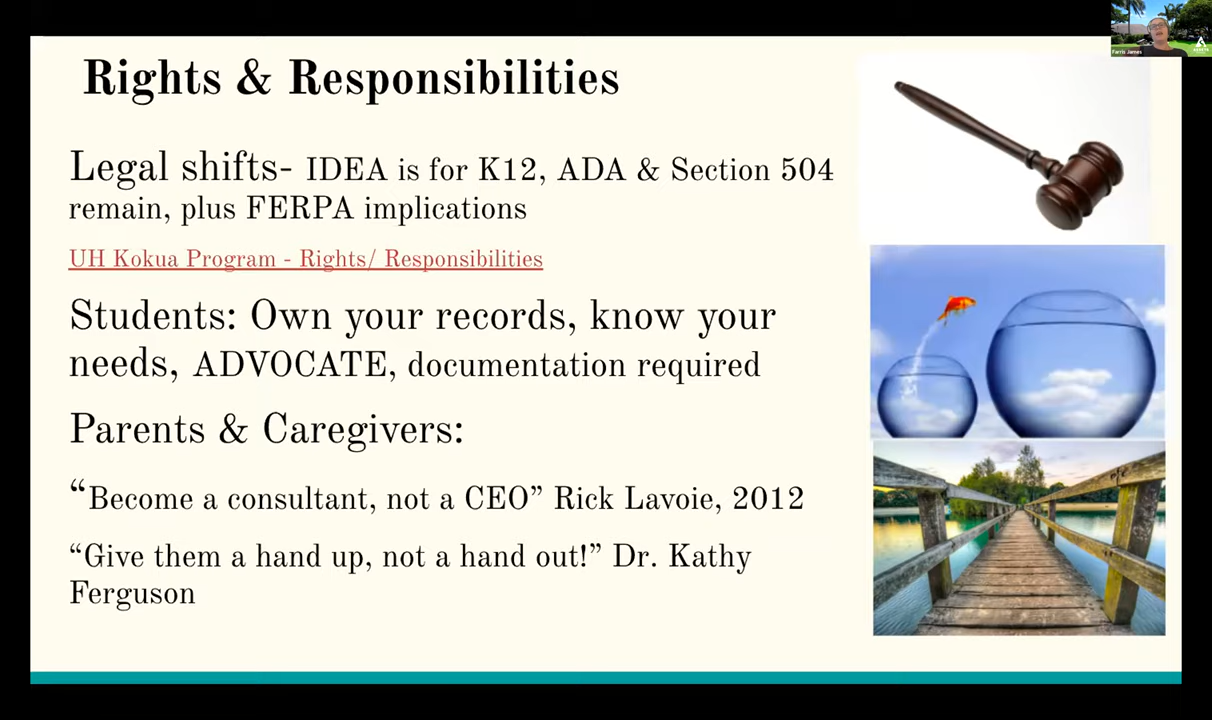 Rights & Responsibilities
Legal shifts- IDEA is for K12, ADA & Section 504
remain, plus FERPA implications
UH Kokua Program - Rights/ Responsibilities
Students: Own your records, know your
needs, ADVOCATE, documentation required
Parents & Caregivers:
“Become a consultant, not a CEO” Rick Lavoie, 2012
“Give them a hand up, not a hand out!” Dr. Kathy
Ferguson
Farris James